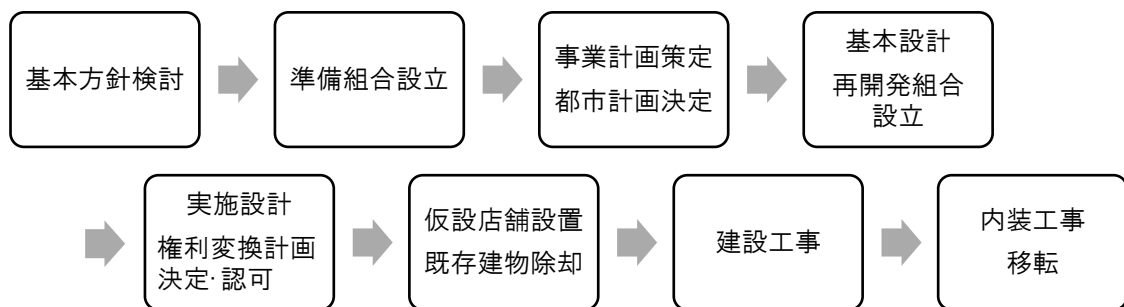 基本方針検討
準備組合設立
事業計画策定
都市計画決定
基本設計
再開発組合
設立
実施設計
権利変換計画
決定･認可
仮設店舗設置
既存建物除却
建設工事
内装工事
移転